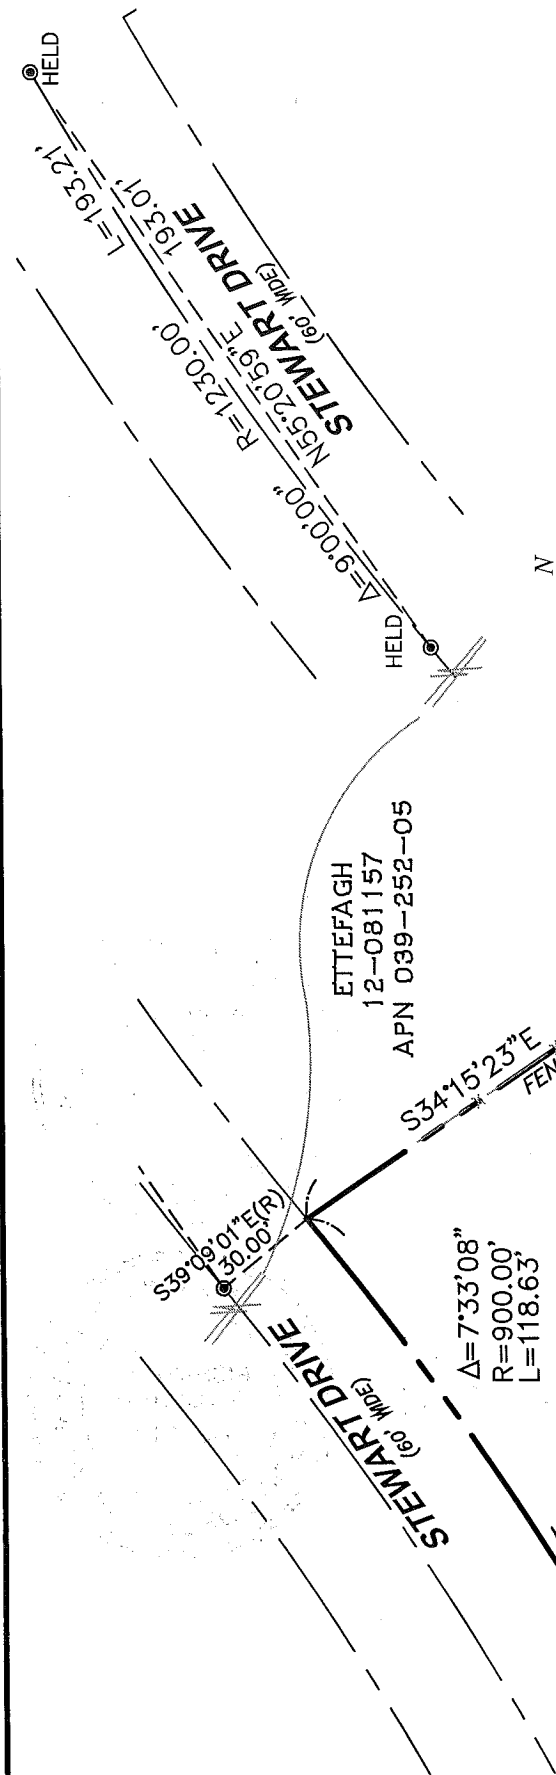 HELD
L=193.21'
193.01'
R=1230.00'
N55°20'59"E
Δ=9°00'00"
STEWART DRIVE
(60' WIDE)
HELD
N
ETTEFAGH
12-081157
APN 039-252-05
S34°15'23"E
FEN
S39°09'01"E(R)
30.00'
STEWART DRIVE
(60' WIDE)
Δ=7°33'08"
R=900.00'
L=118.63'